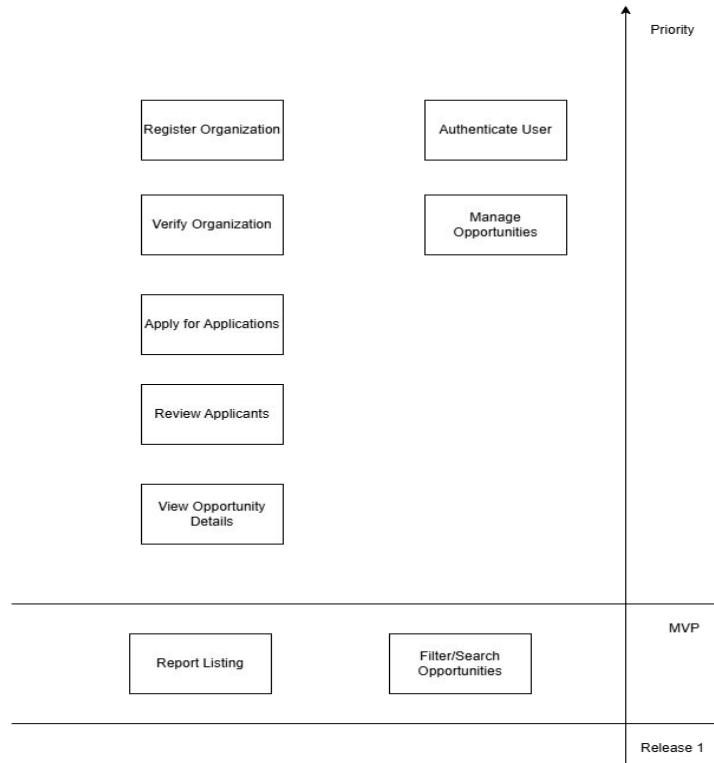 Priority
Register Organization
Authenticate User
Verify Organization
Manage
Opportunities
Apply for Applications
Review Applicants
View Opportunity
Details
MVP
Report Listing
Filter/Search
Opportunities
Release 1